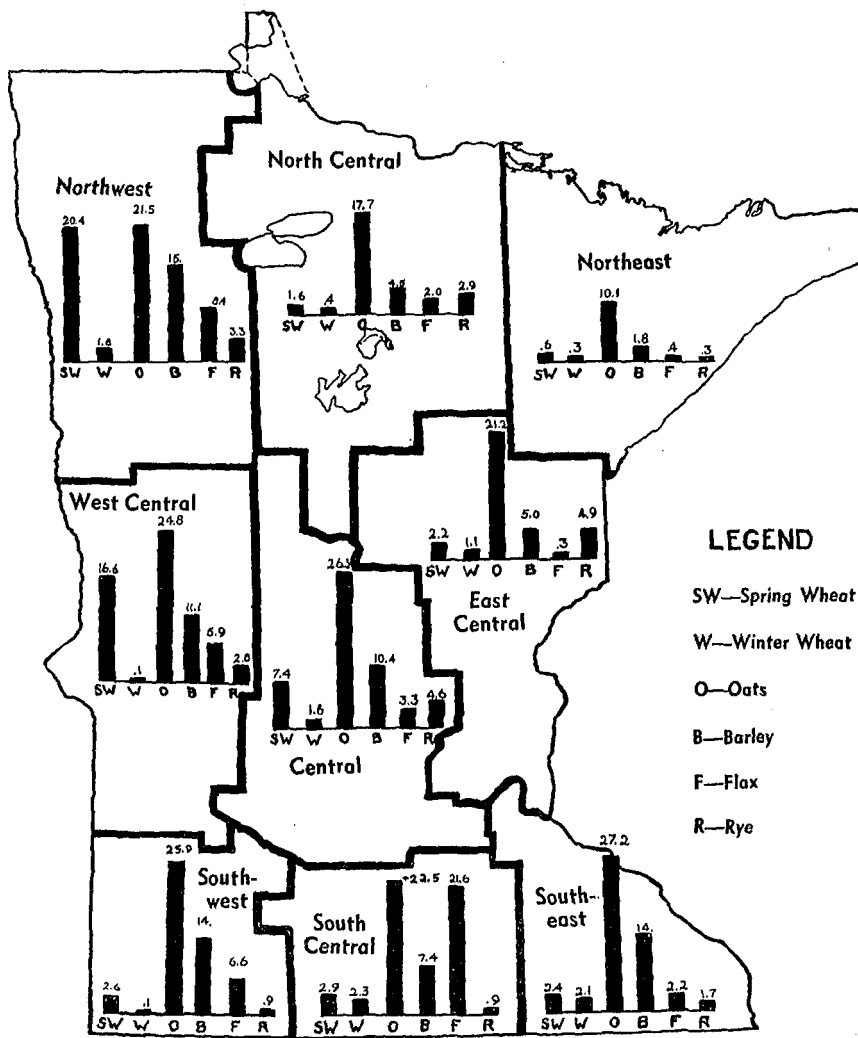 North Central
17.7
1.6 .4 4.8 2.0 2.9
SW W O B F R
Northwest
20.4 21.5
1.8 15. 8.1 3.3
SW W O B F R
Northeast
10.1
.6 .3 1.8 .4 .3
SW W O B F R
West Central
24.8
16.6 .1 11.1 5.9
SW W O B F R
21.2
2.2 1.1 5.0 .3 4.9
SW W O B F R
East Central
7.4 1.6 10.4 3.3 4.6
SW W O B F R
Central
LEGEND
SW—Spring Wheat
W—Winter Wheat
O—Oats
B—Barley
F—Flax
R—Rye
South-
west
25.9
2.6 .1 14. 6.6 .9
SW W O B F R
South
Central
22.5 21.6
2.9 2.3 7.4 .9
SW W O B F R
South-
east
27.2
2.4 2.1 14. 2.2 1.7
SW W O B F R